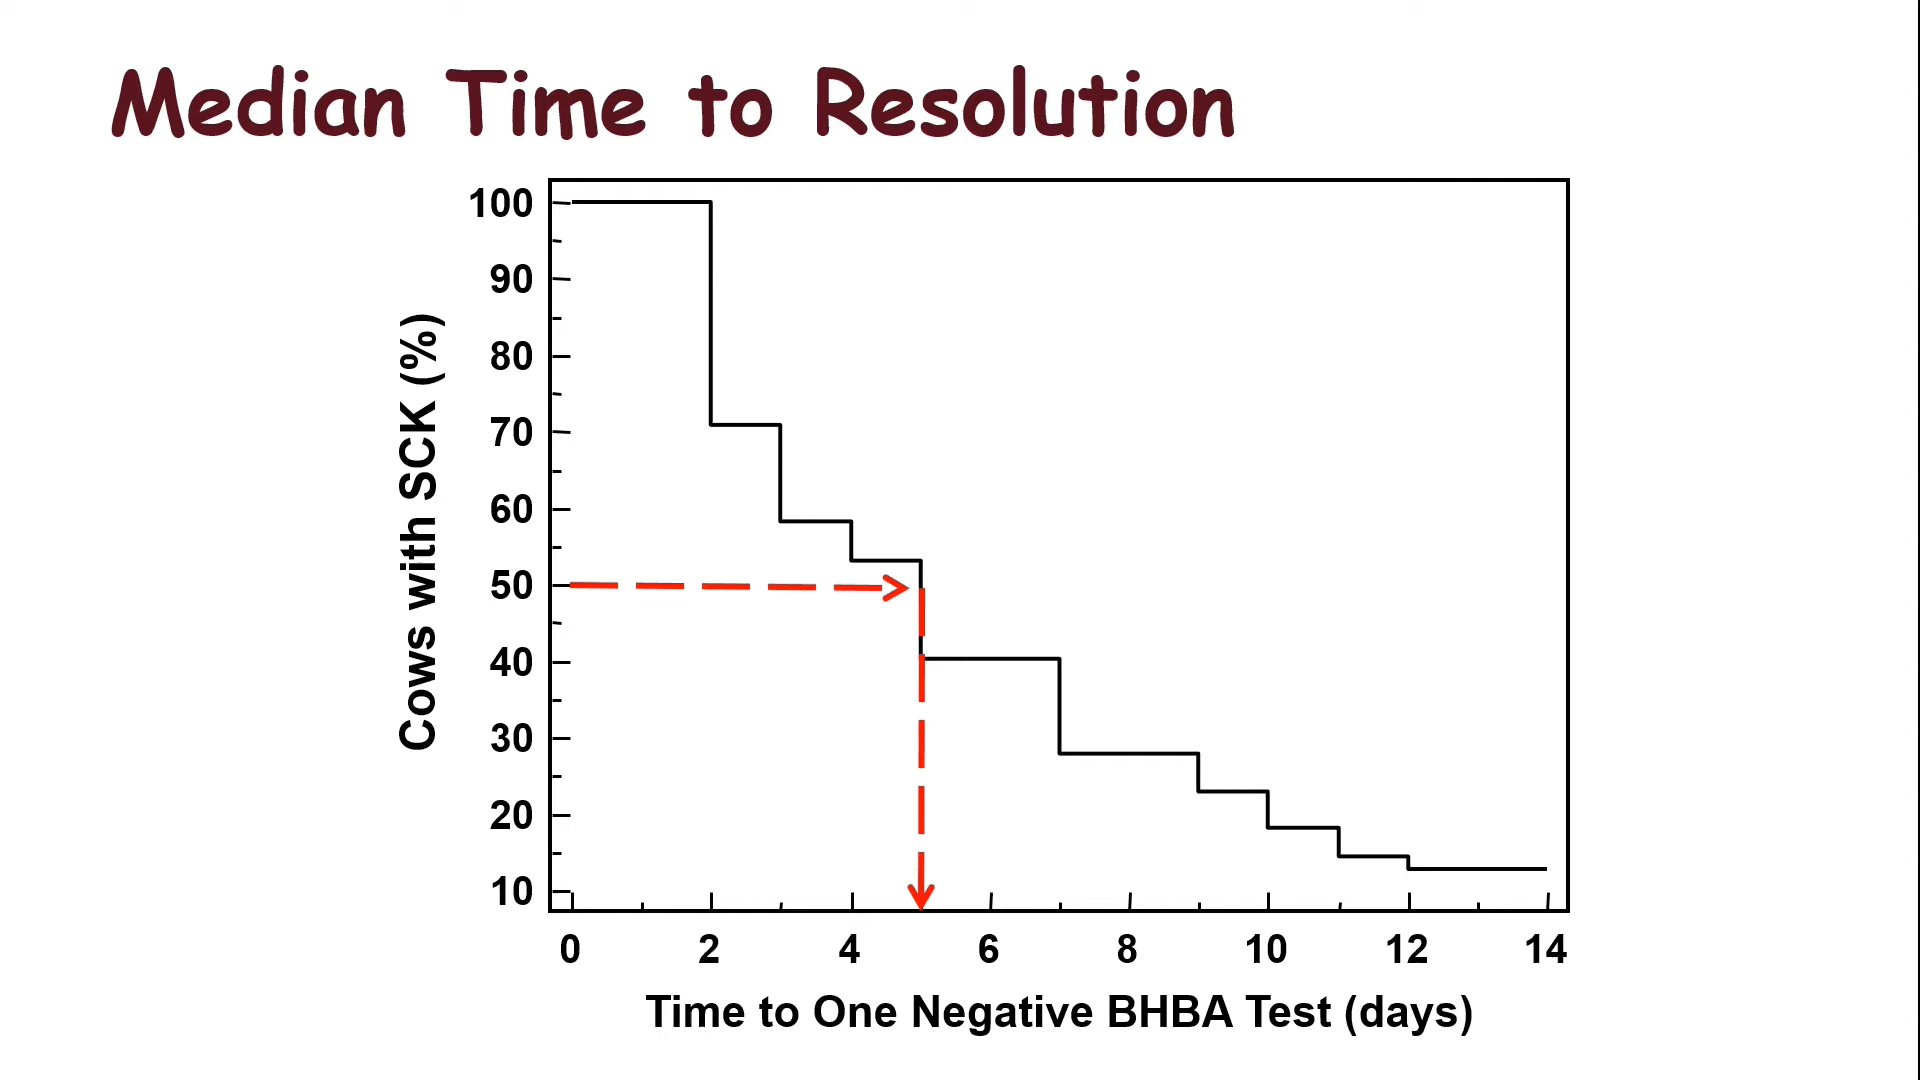 Median Time to Resolution
Cows with SCK (%)
100
90
80
70
60
50
40
30
20
10
0 2 4 6 8 10 12 14
Time to One Negative BHBA Test (days)